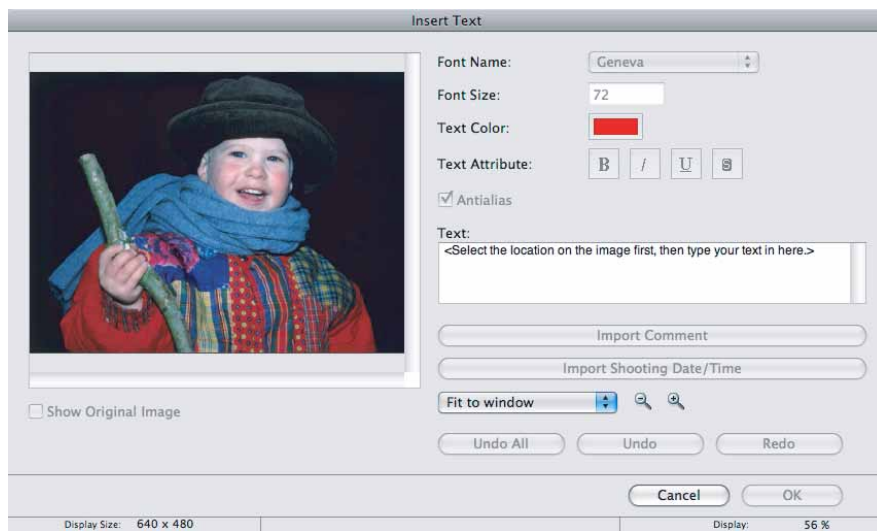 Insert Text
Font Name: Geneva
Font Size: 72
Text Color:
Text Attribute: B I U S
Antialias
Text:
<Select the location on the image first, then type your text in here.>
Import Comment
Import Shooting Date/Time
Fit to window
Show Original Image
Undo All Undo Redo
Cancel OK
Display Size: 640 x 480 Display: 56 %